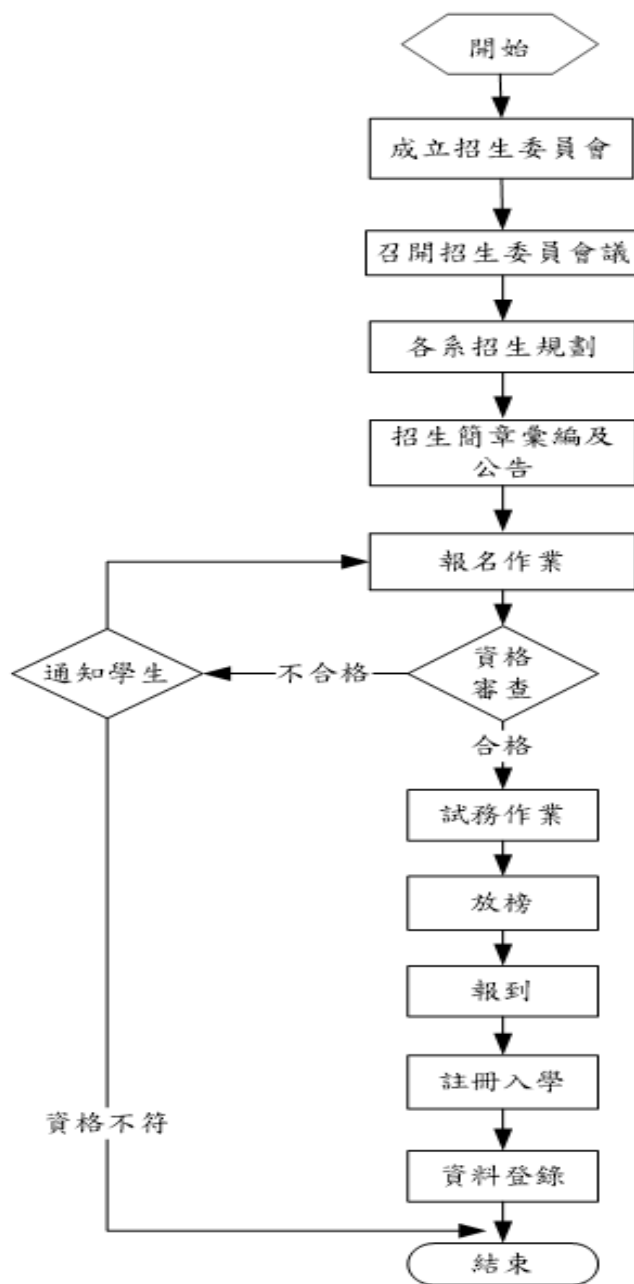 開始
成立招生委員會
召開招生委員會議
各系招生規劃
招生簡章彙編及
公告
報名作業
通知學生
不合格
資格
審查
合格
試務作業
放榜
報到
註冊入學
資格不符
資料登錄
結束